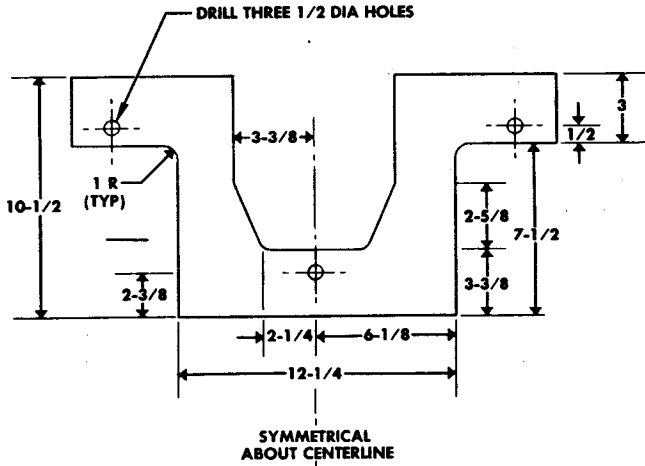 DRILL THREE 1/2 DIA HOLES
3
3-3/8
1/2
1 R
(TYP)
10-1/2
2-5/8
7-1/2
2-3/8
3-3/8
2-1/4
6-1/8
12-1/4
SYMMETRICAL
ABOUT CENTERLINE